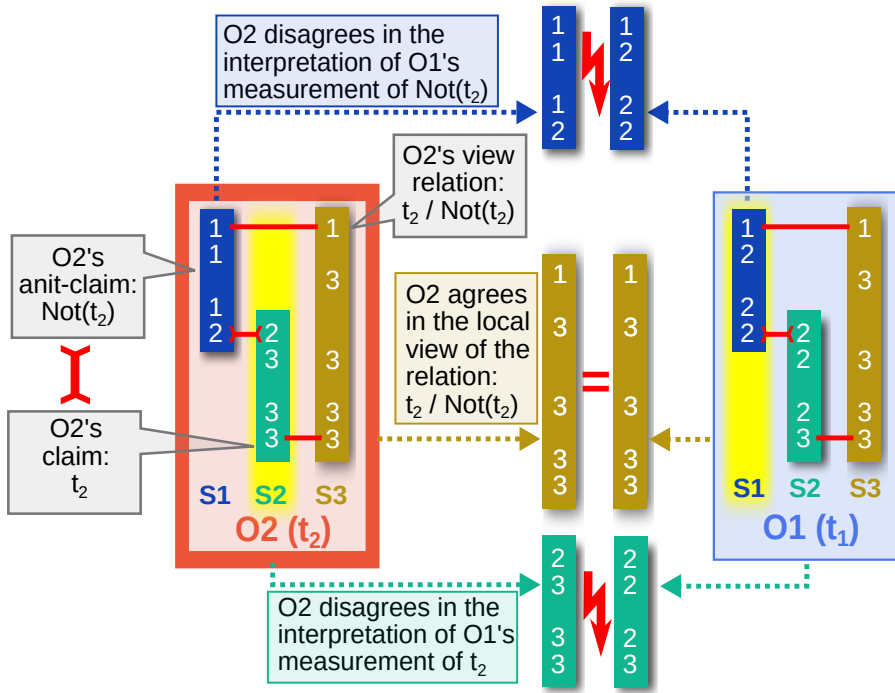 O2 disagrees in the
interpretation of O1's
measurement of Not(t₂)
1 1
1 2
1 2
2 2
O2's view
relation:
t₂ / Not(t₂)
O2's
anit-claim:
Not(t₂)
1 1
1
3
1
2 2
3 3
3 3
3 3
S1 S2 S3
O2 (t₂)
O2's
claim:
t₂
O2 agrees
in the local
view of the
relation:
t₂ / Not(t₂)
1 1
3 3
=
3 3
3 3
3 3
1 1
2
3
2
2 2
2 3
2 3
3 3
S1 S2 S3
O1 (t₁)
O2 disagrees in the
interpretation of O1's
measurement of t₂
2 2
3 2
3 2
3 3